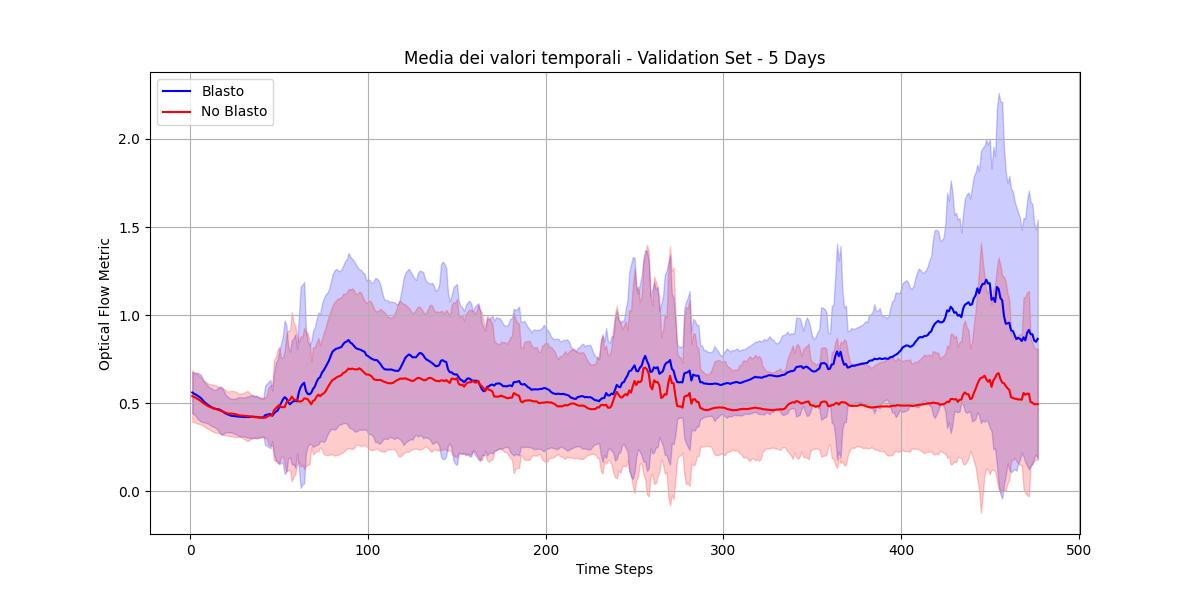 Media dei valori temporali - Validation Set - 5 Days
Blasto
No Blasto
Optical Flow Metric
2.0
1.5
1.0
0.5
0.0
0 100 200 300 400 500
Time Steps